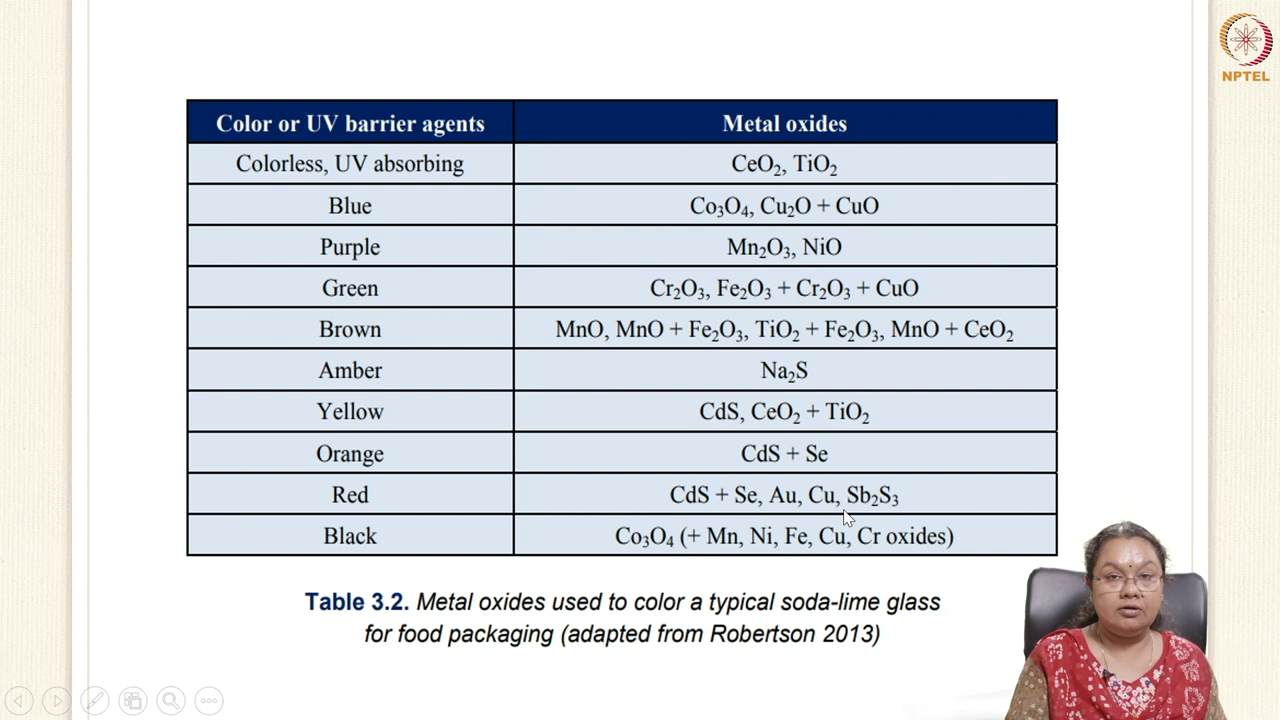 NPTEL
Color or UV barrier agents Metal oxides
Colorless, UV absorbing CeO₂, TiO₂
Blue Co₃O₄, Cu₂O + CuO
Purple Mn₂O₃, NiO
Green Cr₂O₃, Fe₂O₃ + Cr₂O₃ + CuO
Brown MnO, MnO + Fe₂O₃, TiO₂ + Fe₂O₃, MnO + CeO₂
Amber Na₂S
Yellow CdS, CeO₂ + TiO₂
Orange CdS + Se
Red CdS + Se, Au, Cu, Sb₂S₃
Black Co₃O₄ (+ Mn, Ni, Fe, Cu, Cr oxides)
Table 3.2. Metal oxides used to color a typical soda-lime glass
for food packaging (adapted from Robertson 2013)